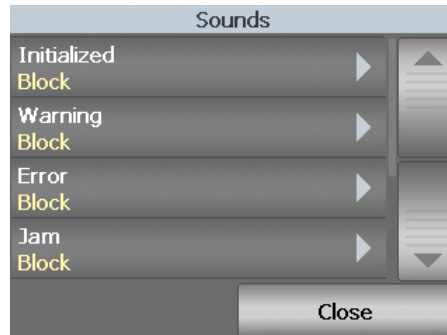 Sounds
Initialized
Block
Warning
Block
Error
Block
Jam
Block
Close